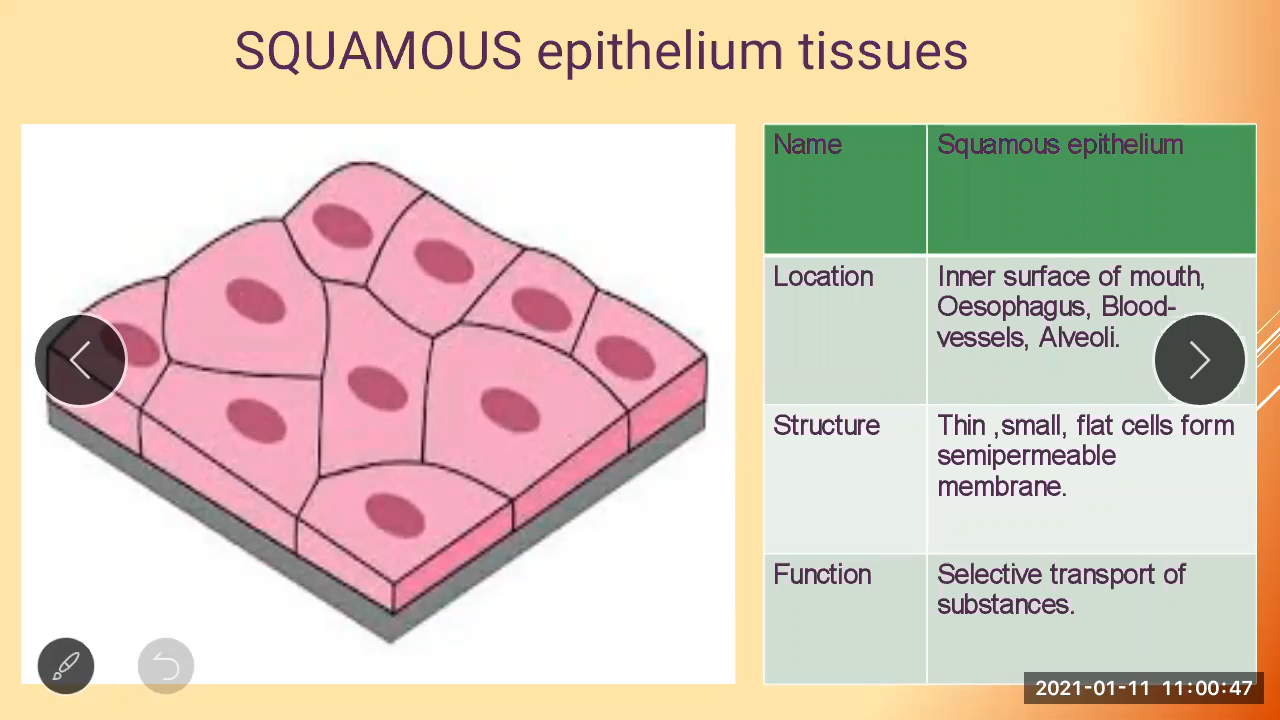 SQUAMOUS epithelium tissues
Name
Squamous epithelium
Location
Inner surface of mouth,
Oesophagus, Blood-
vessels, Alveoli.
Structure
Thin ,small, flat cells form
semipermeable
membrane.
Function
Selective transport of
substances.
2021-01-11 11:00:47